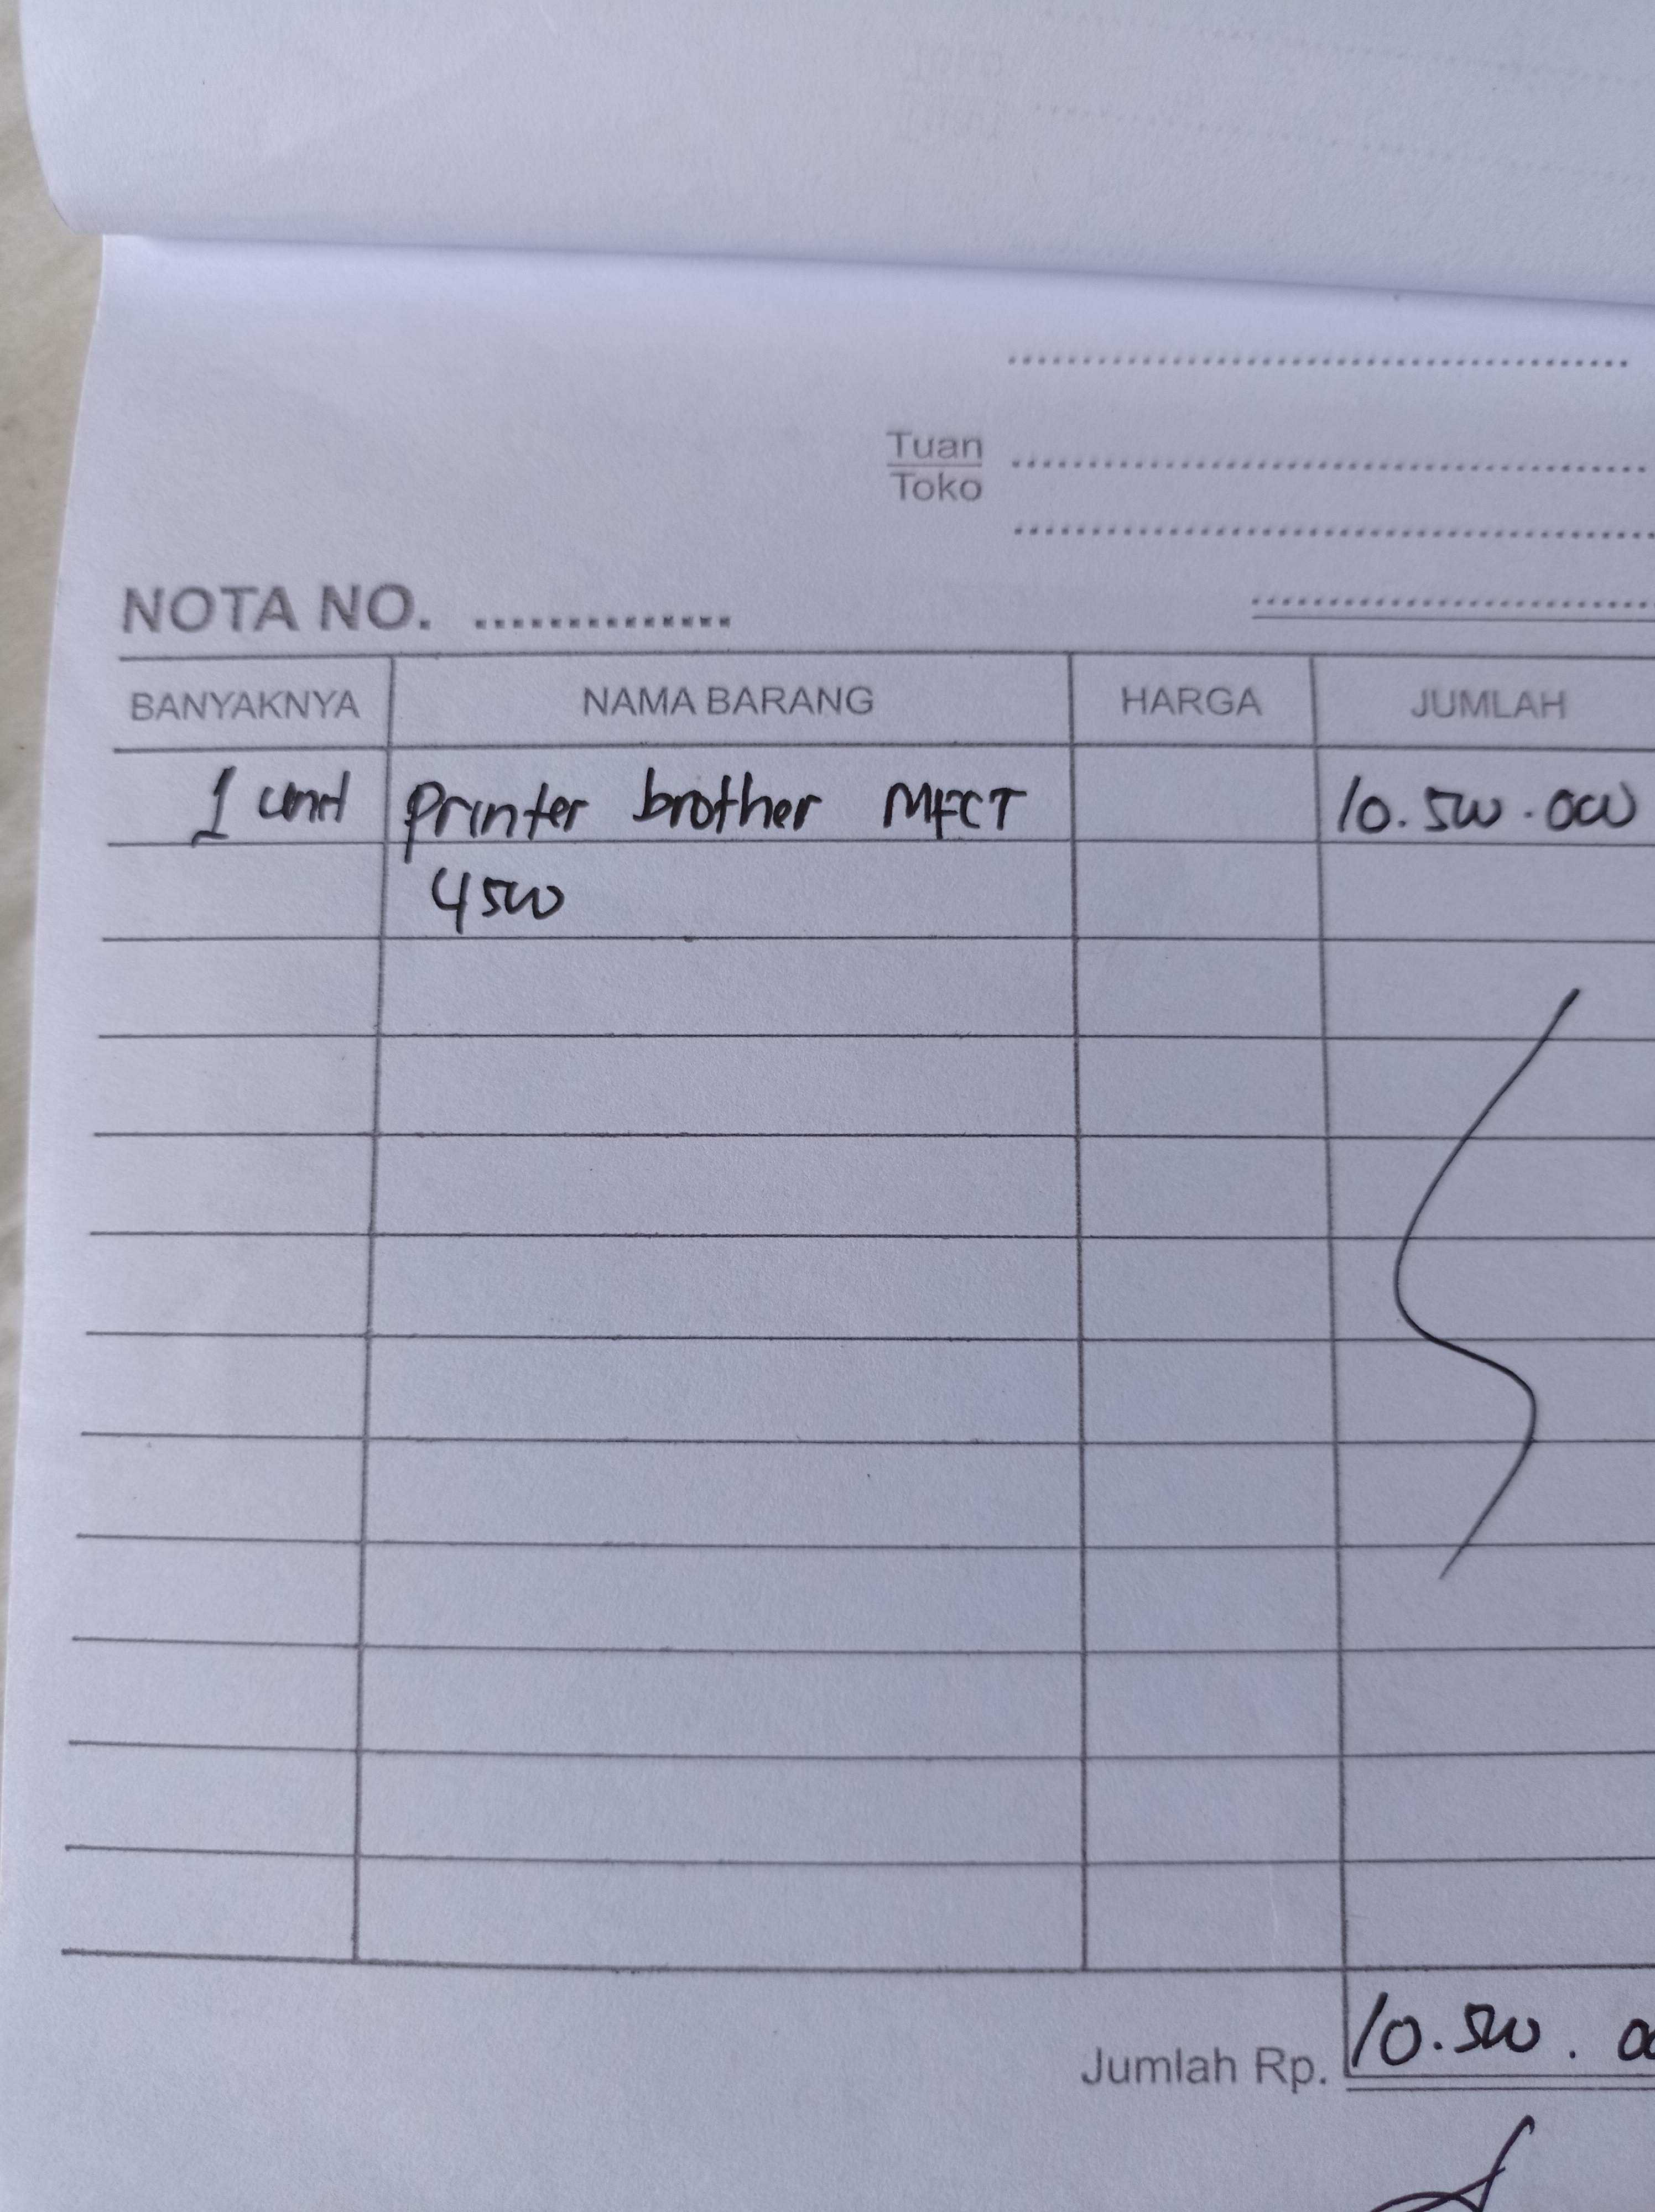 Tuan
Toko
NOTA NO. ..............
BANYAKNYA NAMA BARANG HARGA JUMLAH
1 unit printer brother MFCT 10.500.000
4500
Jumlah Rp. 10.500.00